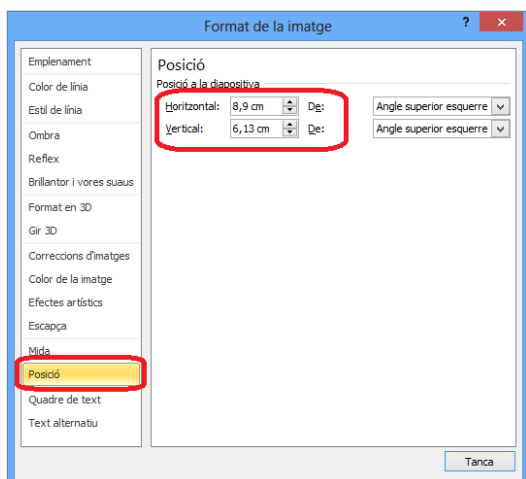 Format de la imatge
?
Emplenament
Color de línia
Estil de línia
Ombra
Reflex
Brillantor i vores suaus
Format en 3D
Gir 3D
Correccions d'imatges
Color de la imatge
Efectes artístics
Escapça
Mida
Posició
Quadre de text
Text alternatiu
Posició
Posició a la diapositiva
Horitzontal: 8,9 cm De: Angle superior esquerre
Vertical: 6,13 cm De: Angle superior esquerre
Tanca